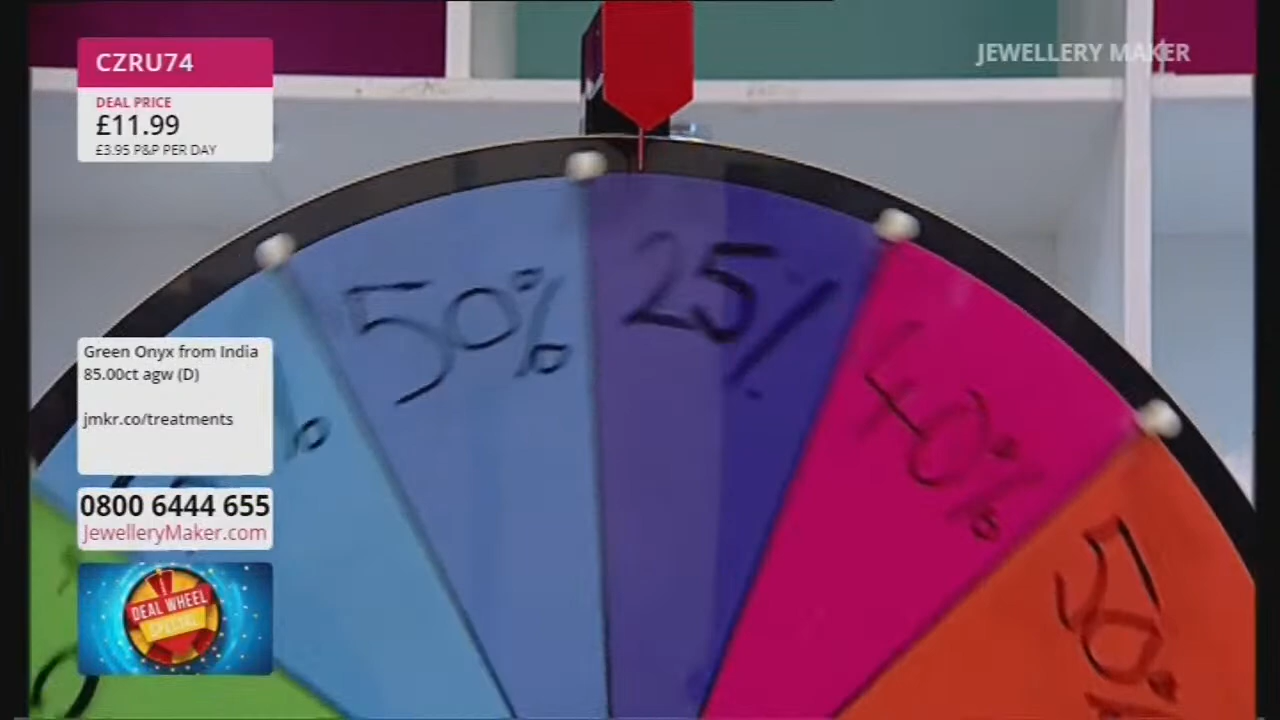 CZRU74
DEAL PRICE
£11.99
£3.95 P&P PER DAY
JEWELLERY MAKER
50%
25%
40%
50%
Green Onyx from India
85.00ct agw (D)
jmkr.co/treatments
0800 6444 655
JewelleryMaker.com
DEAL WHEEL
SPECIAL